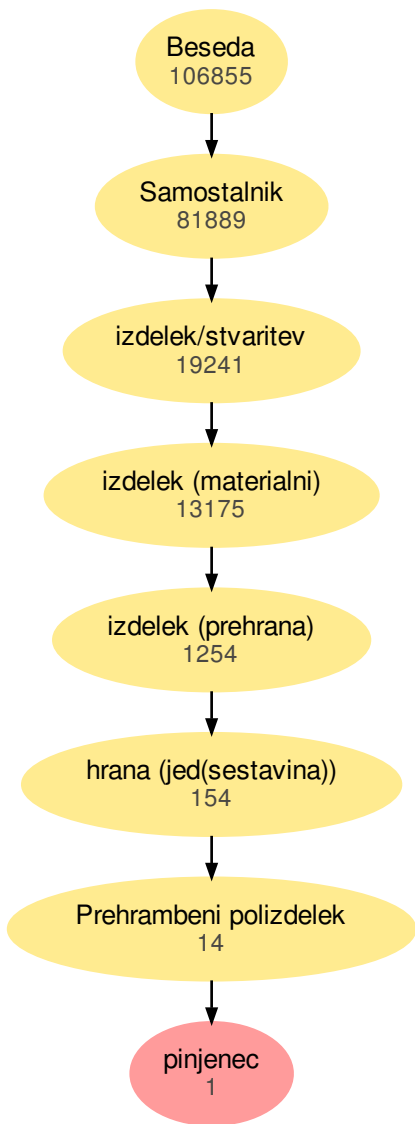 Beseda
106855
Samostalnik
81889
izdelek/stvaritev
19241
izdelek (materialni)
13175
izdelek (prehrana)
1254
hrana (jed(sestavina))
154
Prehrambeni polizdelek
14
pinjenec
1